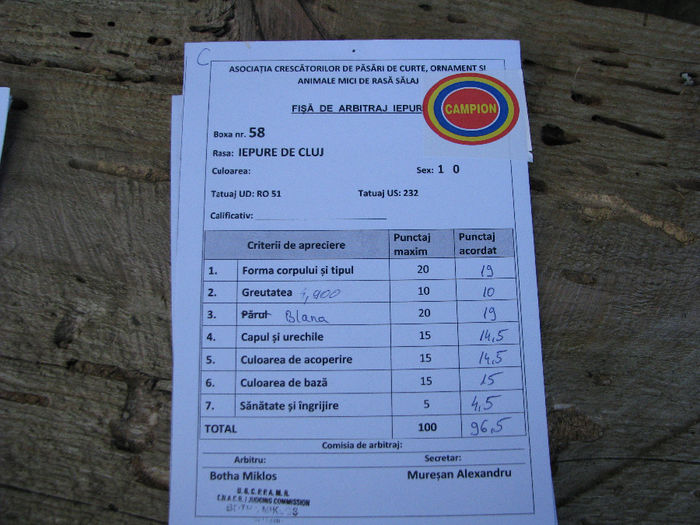 C
ASOCIAȚIA CRESCĂTORILOR DE PĂSĂRI DE CURTE, ORNAMENT SI
ANIMALE MICI DE RASĂ SĂLAJ
FIȘĂ DE ARBITRAJ IEPUR
CAMPION
Boxa nr. 58
Rasa: IEPURE DE CLUJ
Culoarea: Sex: 1 0
Tatuaj UD: RO 51 Tatuaj US: 232
Calificativ:
Criterii de apreciere Punctaj maxim Punctaj acordat
1. Forma corpului și tipul 20 19
2. Greutatea 4,900 10 10
3. Părul Blana 20 19
4. Capul și urechile 15 14,5
5. Culoarea de acoperire 15 14,5
6. Culoarea de bază 15 15
7. Sănătate și îngrijire 5 4,5
TOTAL 100 96,5
Comisia de arbitraj:
Arbitru: Secretar:
Botha Miklos Mureșan Alexandru
JUDGING COMMISSION